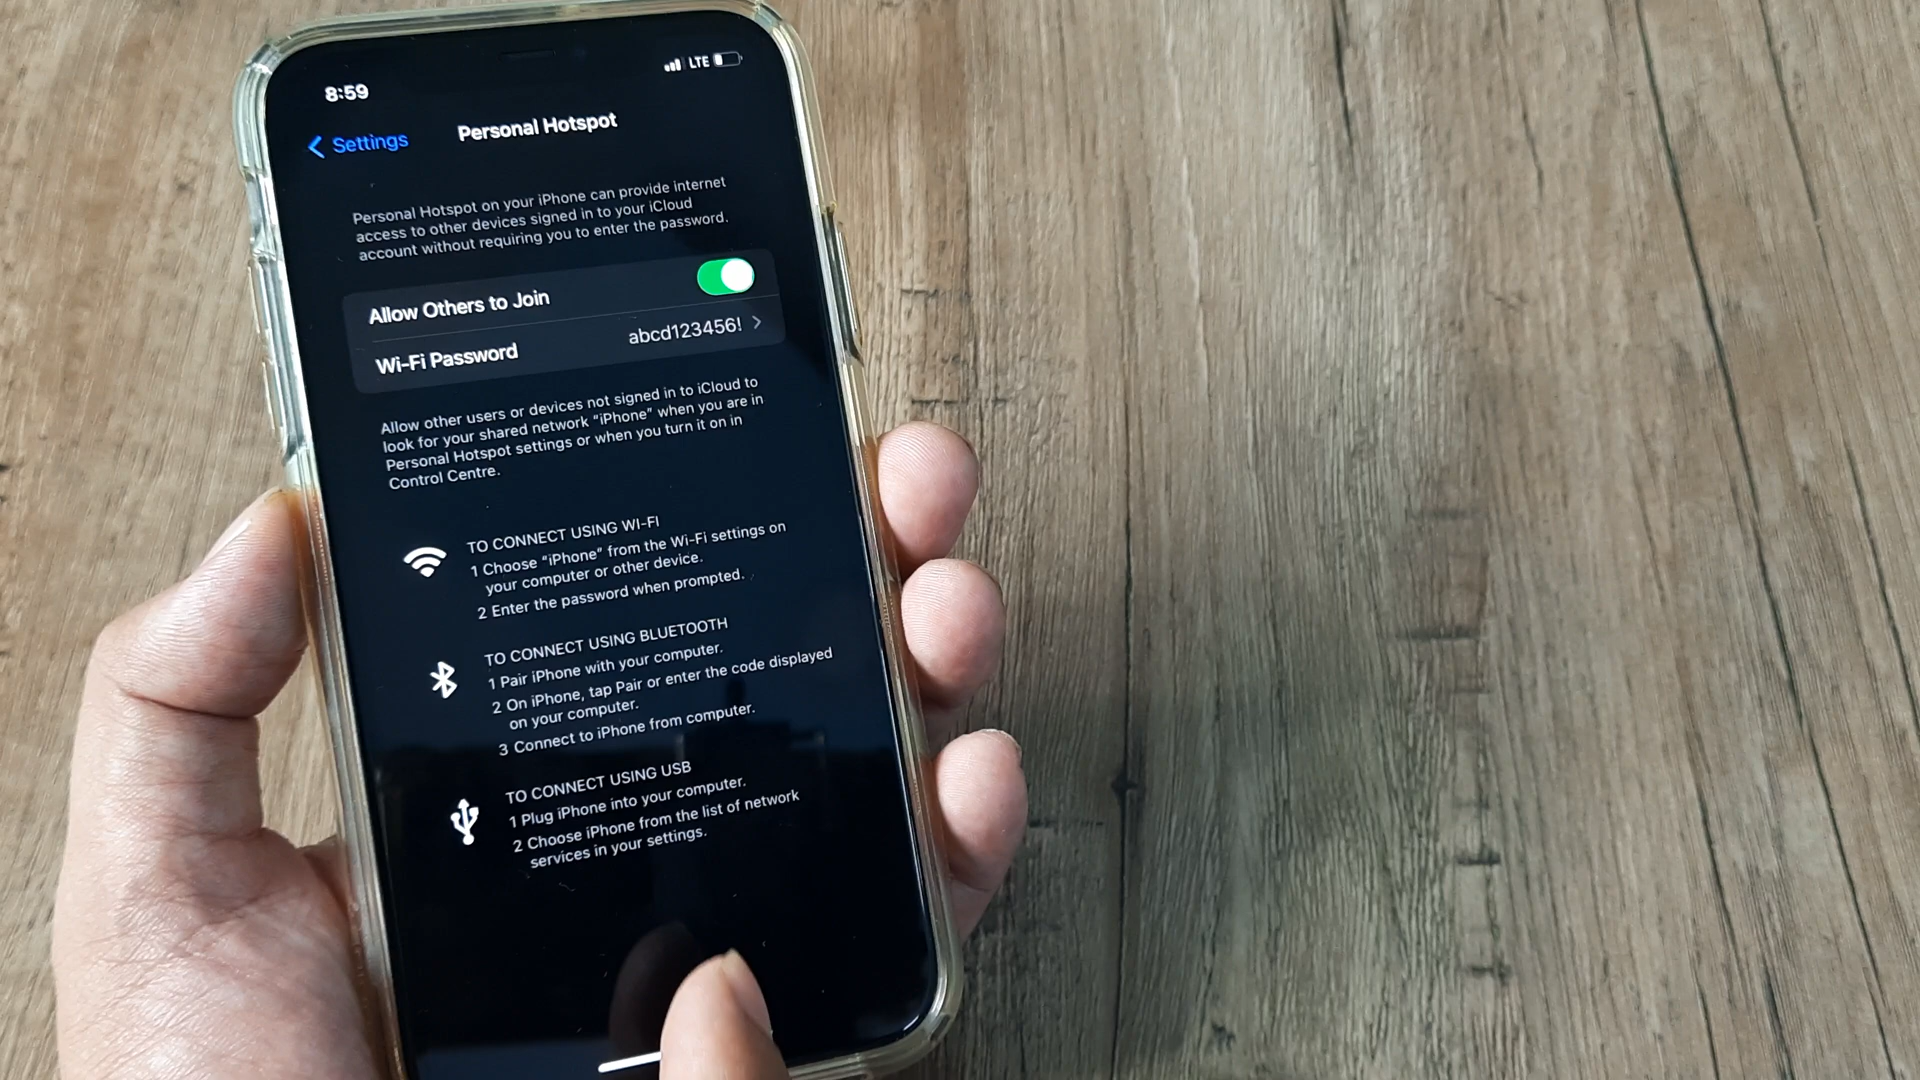 8:59
LTE
Settings
Personal Hotspot
Personal Hotspot on your iPhone can provide internet
access to other devices signed in to your iCloud
account without requiring you to enter the password.
Allow Others to Join
Wi-Fi Password abcd123456!
Allow other users or devices not signed in to iCloud to
look for your shared network “iPhone” when you are in
Personal Hotspot settings or when you turn it on in
Control Centre.
TO CONNECT USING WI-FI
1 Choose “iPhone” from the Wi-Fi settings on
your computer or other device.
2 Enter the password when prompted.
TO CONNECT USING BLUETOOTH
1 Pair iPhone with your computer.
2 On iPhone, tap Pair or enter the code displayed
on your computer.
3 Connect to iPhone from computer.
TO CONNECT USING USB
1 Plug iPhone into your computer.
2 Choose iPhone from the list of network
services in your settings.